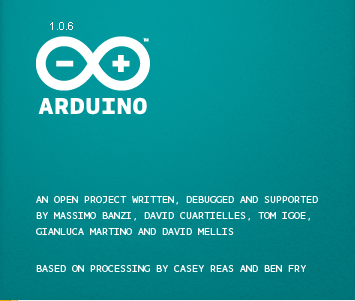 1.0.6
™
ARDUINO
AN OPEN PROJECT WRITTEN, DEBUGGED AND SUPPORTED
BY MASSIMO BANZI, DAVID CUARTIELLES, TOM IGOE,
GIANLUCA MARTINO AND DAVID MELLIS
BASED ON PROCESSING BY CASEY REAS AND BEN FRY